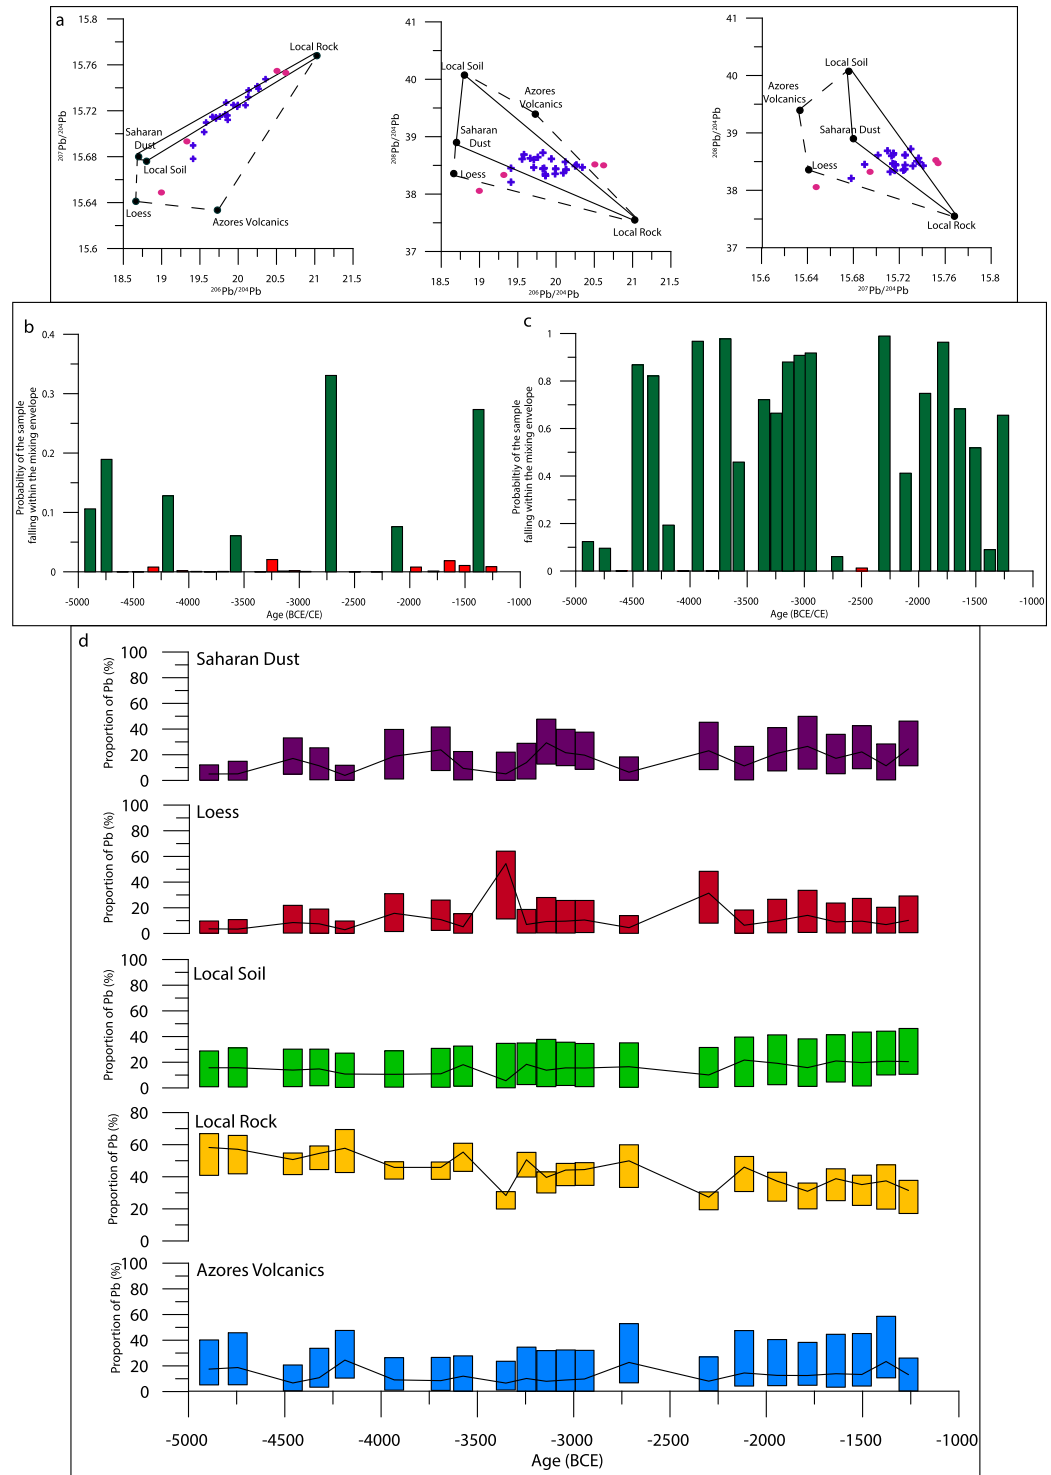 a
15.8
15.76
15.72
15.68
15.64
15.6
²⁰⁷Pb/²⁰⁴Pb
Local Rock
Saharan
Dust
Local Soil
Loess
Azores Volcanics
18.5 19 19.5 20 20.5 21 21.5
²⁰⁶Pb/²⁰⁴Pb
41
40
39
38
37
²⁰⁸Pb/²⁰⁴Pb
Local Soil
Azores
Volcanics
Saharan
Dust
Loess
Local Rock
18.5 19 19.5 20 20.5 21 21.5
²⁰⁶Pb/²⁰⁴Pb
41
40
39
38
37
²⁰⁸Pb/²⁰⁴Pb
Local Soil
Azores
Volcanics
Saharan Dust
Loess
Local Rock
15.6 15.64 15.68 15.72 15.76 15.8
²⁰⁷Pb/²⁰⁴Pb
b
0.4
0.3
0.2
0.1
0
Probabiltiy of the sample
falling within the mixing envelope
-5000 -4500 -4000 -3500 -3000 -2500 -2000 -1500 -1000
Age (BCE/CE)
c
1
0.8
0.6
0.4
0.2
0
Probabiltiy of the sample
falling within the mixing envelope
-5000 -4500 -4000 -3500 -3000 -2500 -2000 -1500 -1000
Age (BCE/CE)
d
Saharan Dust
100
80
60
40
20
0
Proportion of Pb (%)
Loess
100
80
60
40
20
0
Proportion of Pb (%)
Local Soil
100
80
60
40
20
0
Proportion of Pb (%)
Local Rock
80
60
40
20
0
Proportion of Pb (%)
Azores Volcanics
100
80
60
40
20
0
Proportion of Pb (%)
-5000 -4500 -4000 -3500 -3000 -2500 -2000 -1500 -1000
Age (BCE)